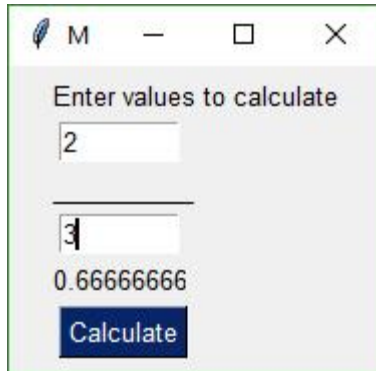 M
Enter values to calculate
2
3
0.66666666
Calculate